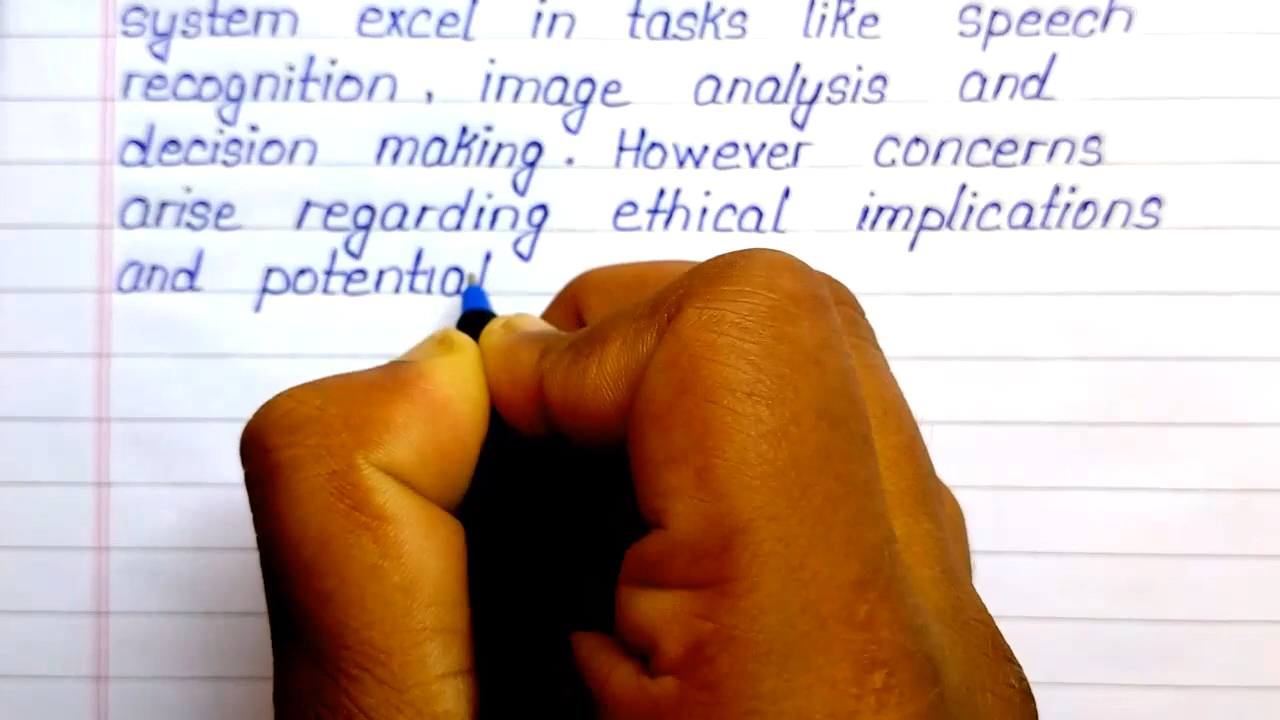 system excel in tasks like speech
recognition, image analysis and
decision making. However concerns
arise regarding ethical implications
and potential